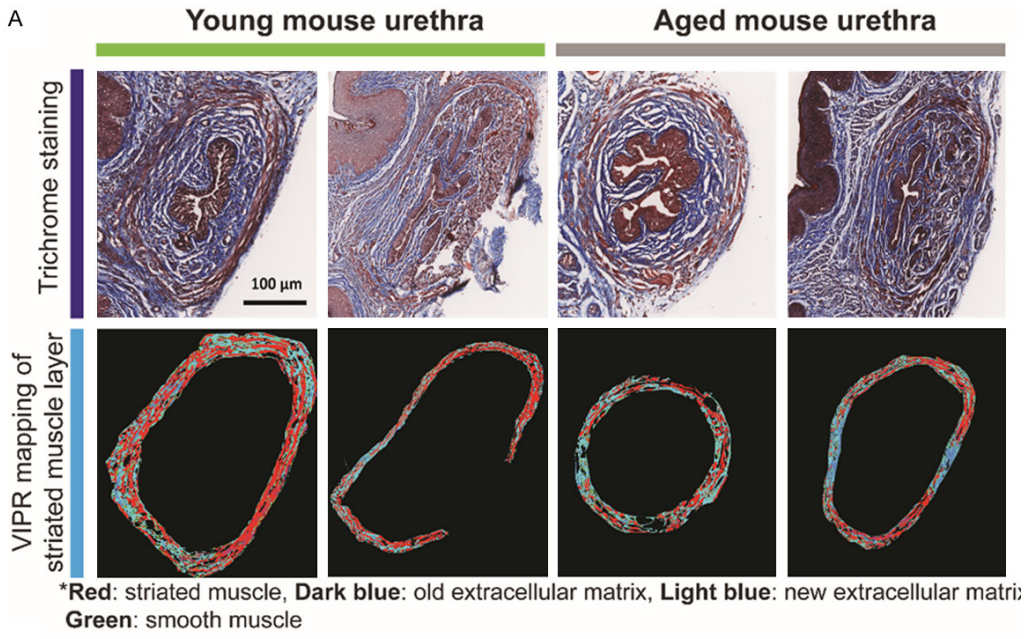 A
Young mouse urethra
Aged mouse urethra
Trichrome staining
100 µm
VIPR mapping of
striated muscle layer
*Red: striated muscle, Dark blue: old extracellular matrix, Light blue: new extracellular matrix
Green: smooth muscle